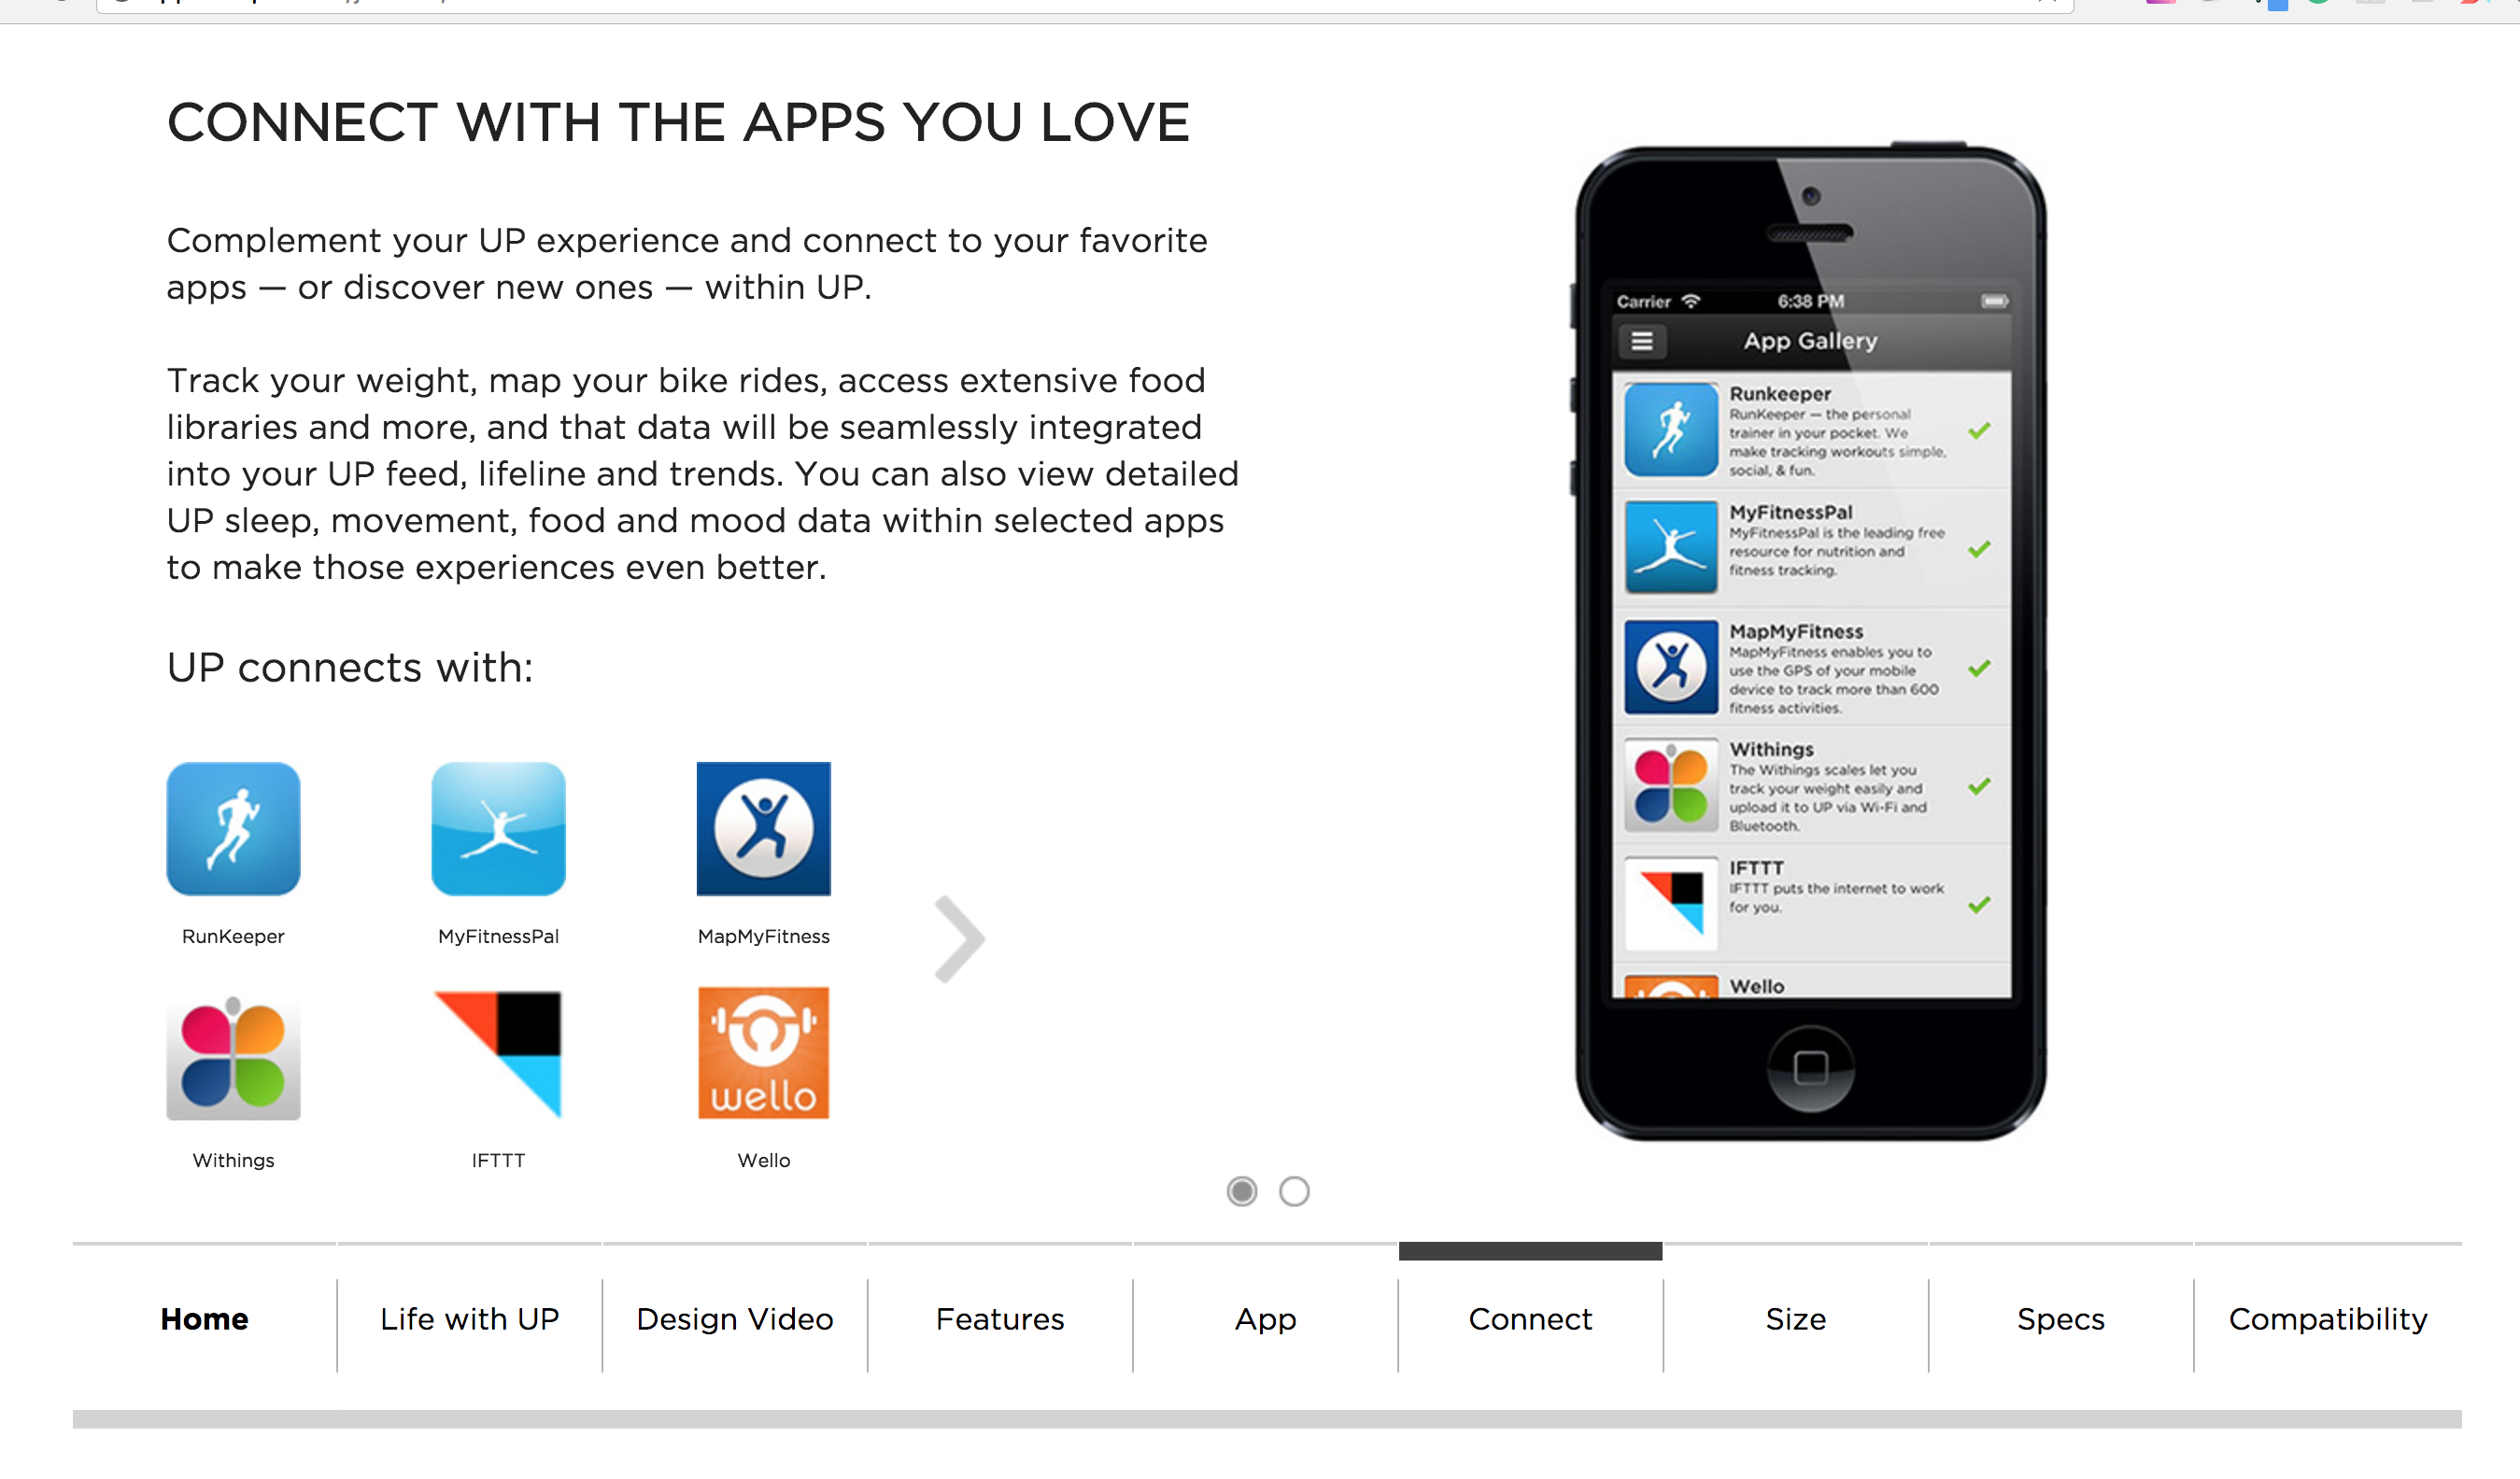 CONNECT WITH THE APPS YOU LOVE
Complement your UP experience and connect to your favorite
apps — or discover new ones — within UP.
Track your weight, map your bike rides, access extensive food
libraries and more, and that data will be seamlessly integrated
into your UP feed, lifeline and trends. You can also view detailed
UP sleep, movement, food and mood data within selected apps
to make those experiences even better.
UP connects with:
RunKeeper
MyFitnessPal
MapMyFitness
wello
Withings
IFTTT
Wello
Carrier
6:38 PM
App Gallery
Runkeeper
RunKeeper — the personal
trainer in your pocket. We
make tracking workouts simple,
social, & fun.
MyFitnessPal
MyFitnessPal is the leading free
resource for nutrition and
fitness tracking.
MapMyFitness
MapMyFitness enables you to
use the GPS of your mobile
device to track more than 600
fitness activities.
Withings
The Withings scales let you
track your weight easily and
upload it to UP via Wi-Fi and
Bluetooth.
IFTTT
IFTTT puts the internet to work
for you.
Wello
Home
Life with UP
Design Video
Features
App
Connect
Size
Specs
Compatibility